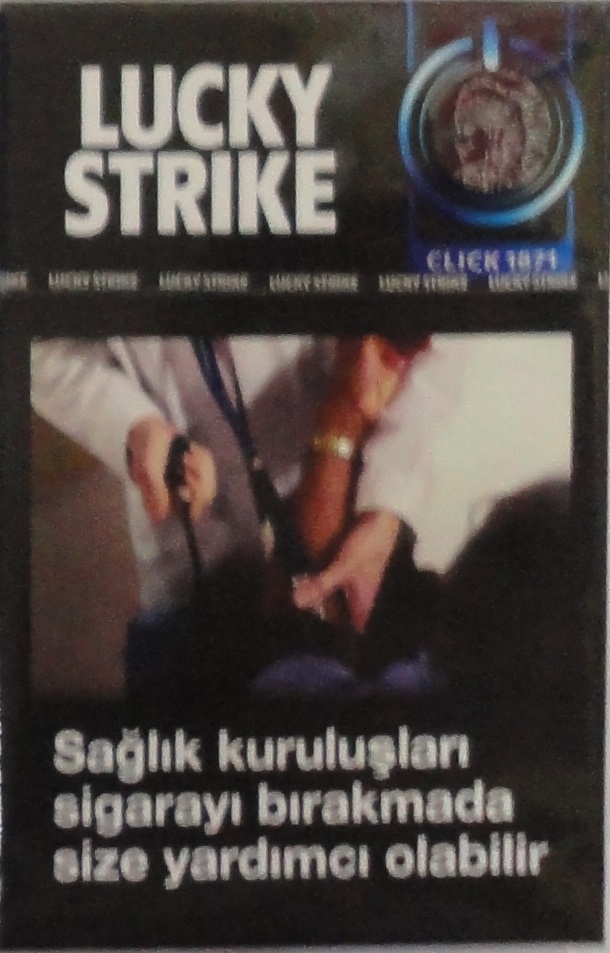 LUCKY
STRIKE
CLICK 1871
LUCKY STRIKE LUCKY STRIKE LUCKY STRIKE LUCKY STRIKE LUCKY STRIKE
Sağlık kuruluşları
sigarayı bırakmada
size yardımcı olabilir